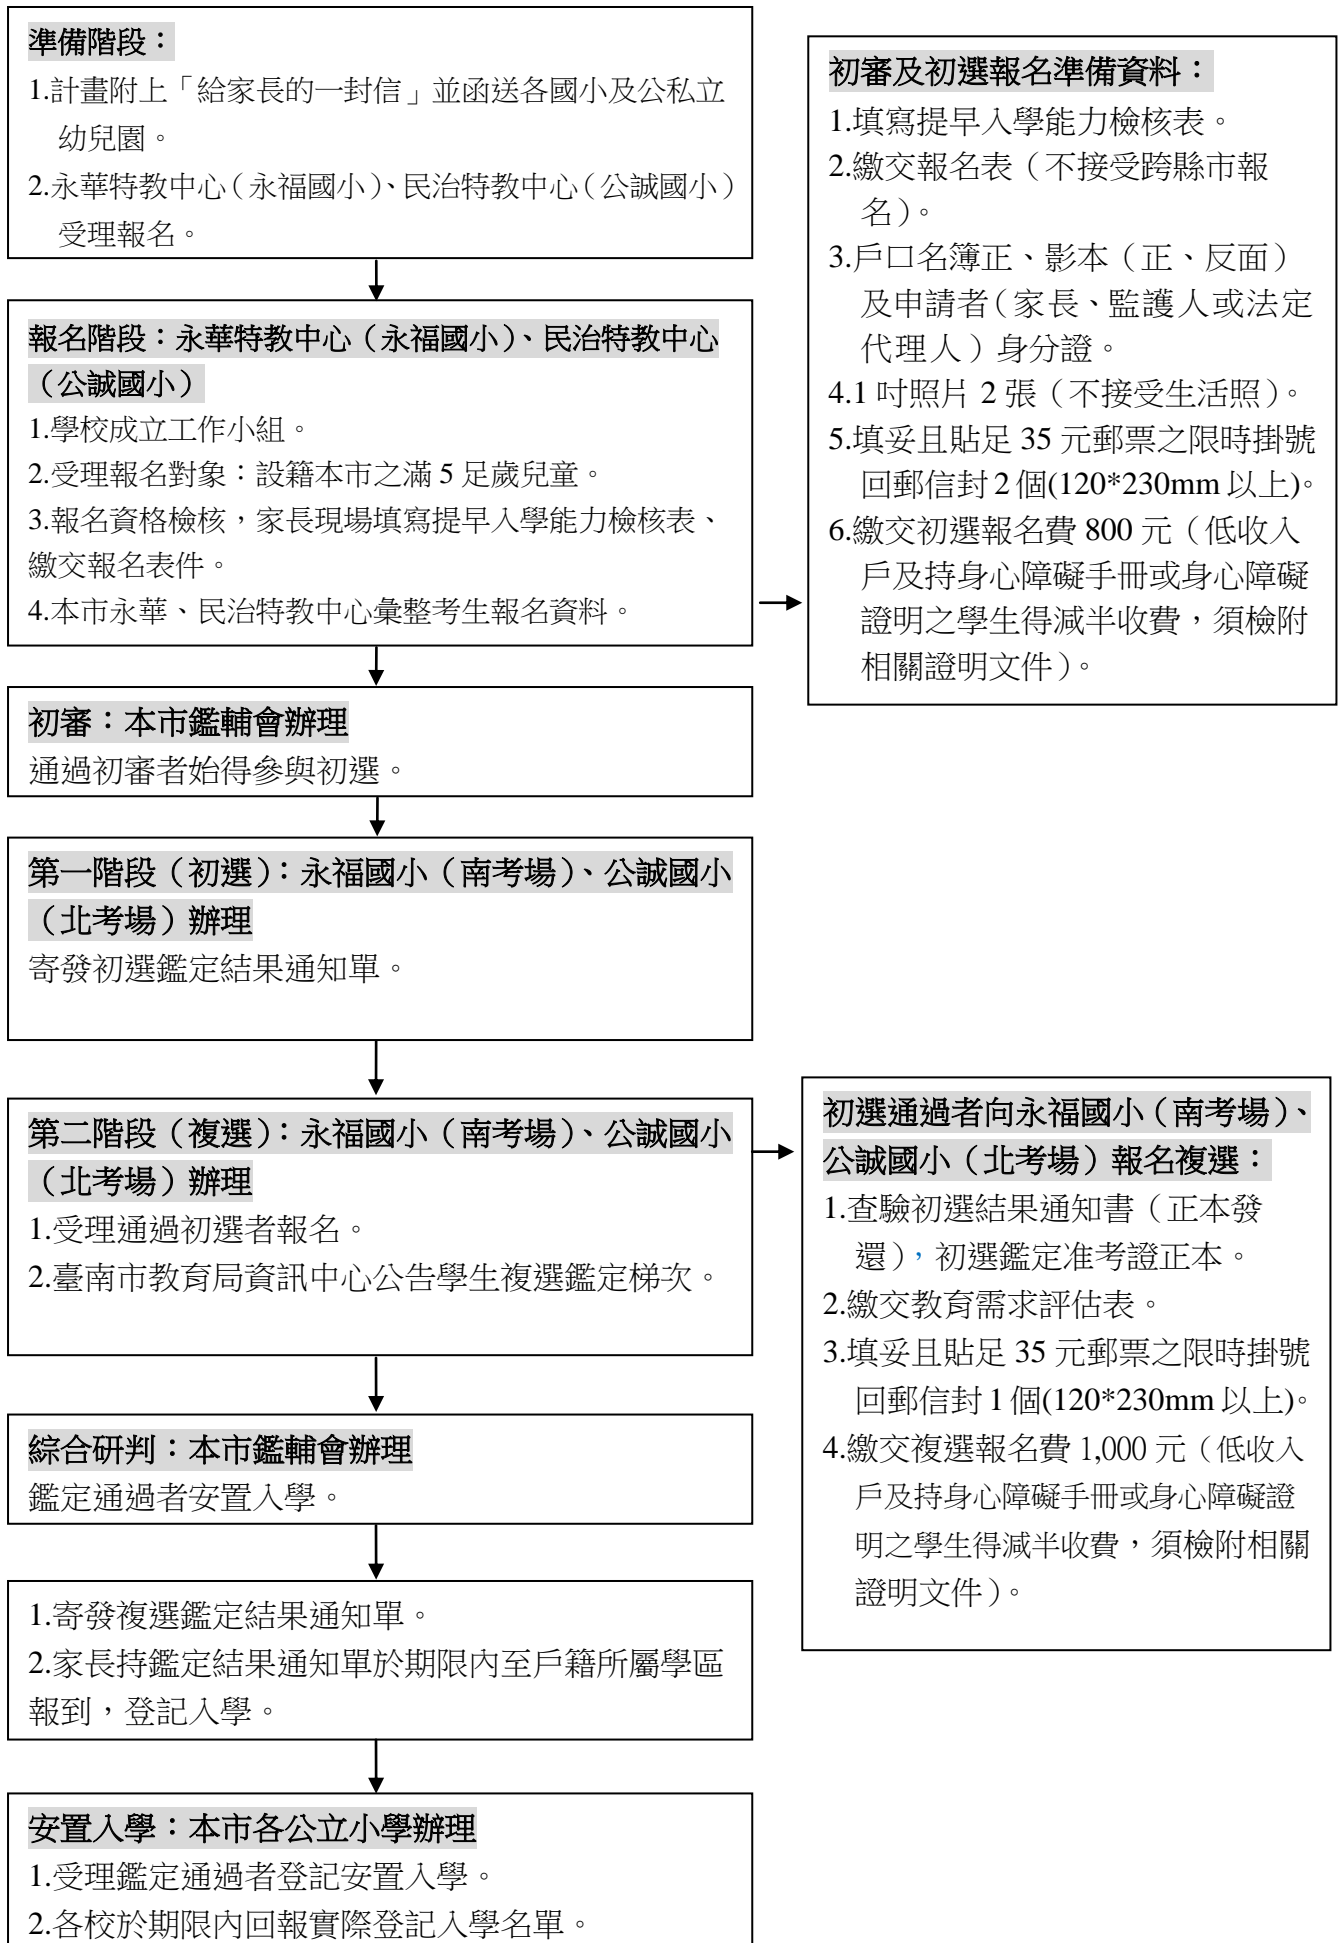 準備階段：
1.計畫附上「給家長的一封信」並函送各國小及公私立
幼兒園。
2.永華特教中心（永福國小）、民治特教中心（公誠國小）
受理報名。
報名階段：永華特教中心（永福國小）、民治特教中心
（公誠國小）
1.學校成立工作小組。
2.受理報名對象：設籍本市之滿 5 足歲兒童。
3.報名資格檢核，家長現場填寫提早入學能力檢核表、
繳交報名表件。
4.本市永華、民治特教中心彙整考生報名資料。
初審及初選報名準備資料：
1.填寫提早入學能力檢核表。
2.繳交報名表（不接受跨縣市報
名）。
3.戶口名簿正、影本（正、反面）
及申請者（家長、監護人或法定
代理人）身分證。
4.1 吋照片 2 張（不接受生活照）。
5.填妥且貼足 35 元郵票之限時掛號
回郵信封 2 個(120*230mm 以上)。
6.繳交初選報名費 800 元（低收入
戶及持身心障礙手冊或身心障礙
證明之學生得減半收費，須檢附
相關證明文件）。
初審：本市鑑輔會辦理
通過初審者始得參與初選。
第一階段（初選）：永福國小（南考場）、公誠國小
（北考場）辦理
寄發初選鑑定結果通知單。
第二階段（複選）：永福國小（南考場）、公誠國小
（北考場）辦理
1.受理通過初選者報名。
2.臺南市教育局資訊中心公告學生複選鑑定梯次。
初選通過者向永福國小（南考場）、
公誠國小（北考場）報名複選：
1.查驗初選結果通知書（正本發
還），初選鑑定准考證正本。
2.繳交教育需求評估表。
3.填妥且貼足 35 元郵票之限時掛號
回郵信封 1 個(120*230mm 以上)。
4.繳交複選報名費 1,000 元（低收入
戶及持身心障礙手冊或身心障礙證
明之學生得減半收費，須檢附相關
證明文件）。
綜合研判：本市鑑輔會辦理
鑑定通過者安置入學。
1.寄發複選鑑定結果通知單。
2.家長持鑑定結果通知單於期限內至戶籍所屬學區
報到，登記入學。
安置入學：本市各公立小學辦理
1.受理鑑定通過者登記安置入學。
2.各校於期限內回報實際登記入學名單。